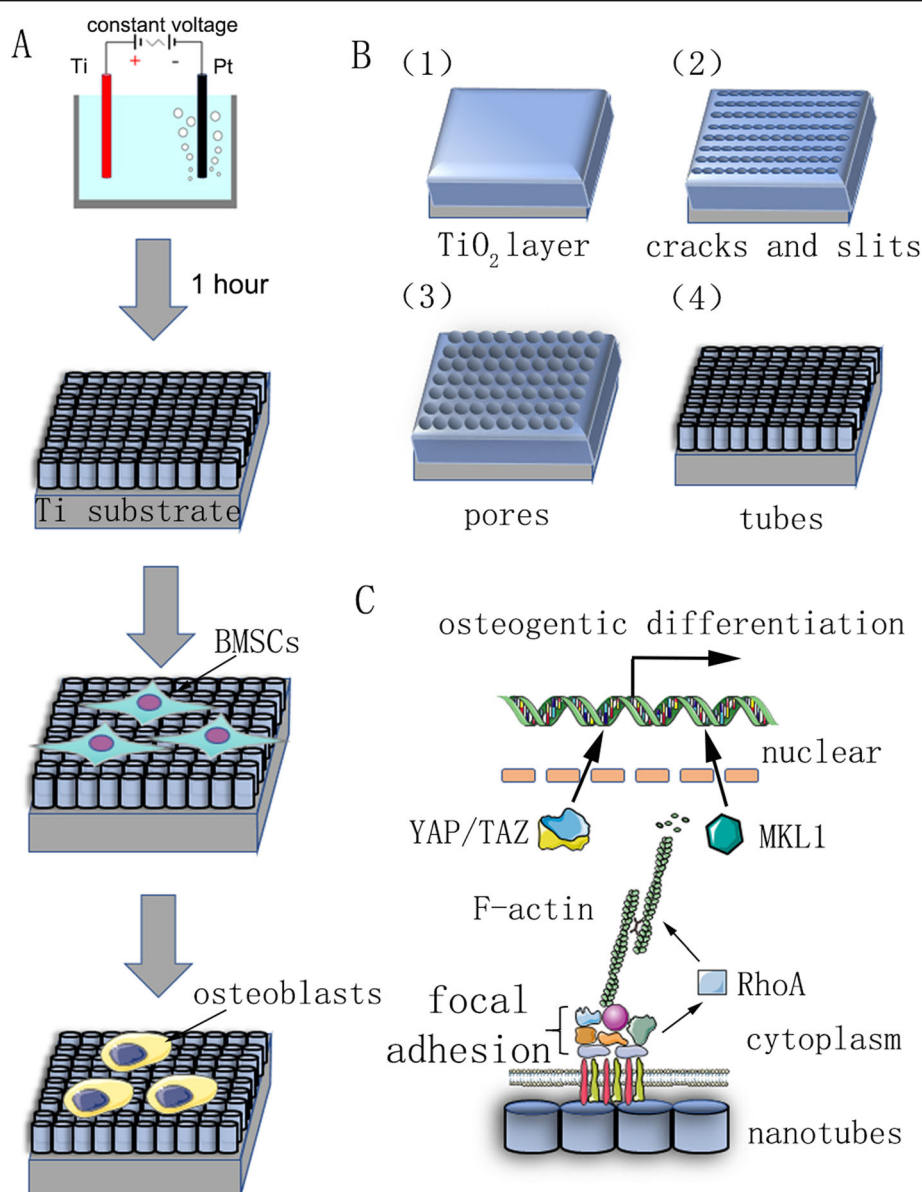 A
constant voltage
Ti
+
-
Pt
1 hour
Ti substrate
BMSCs
osteoblasts
B
(1)
TiO₂ layer
(2)
cracks and slits
(3)
pores
(4)
tubes
C
osteogentic differentiation
nuclear
YAP/TAZ
MKL1
F-actin
RhoA
focal
adhesion
cytoplasm
nanotubes